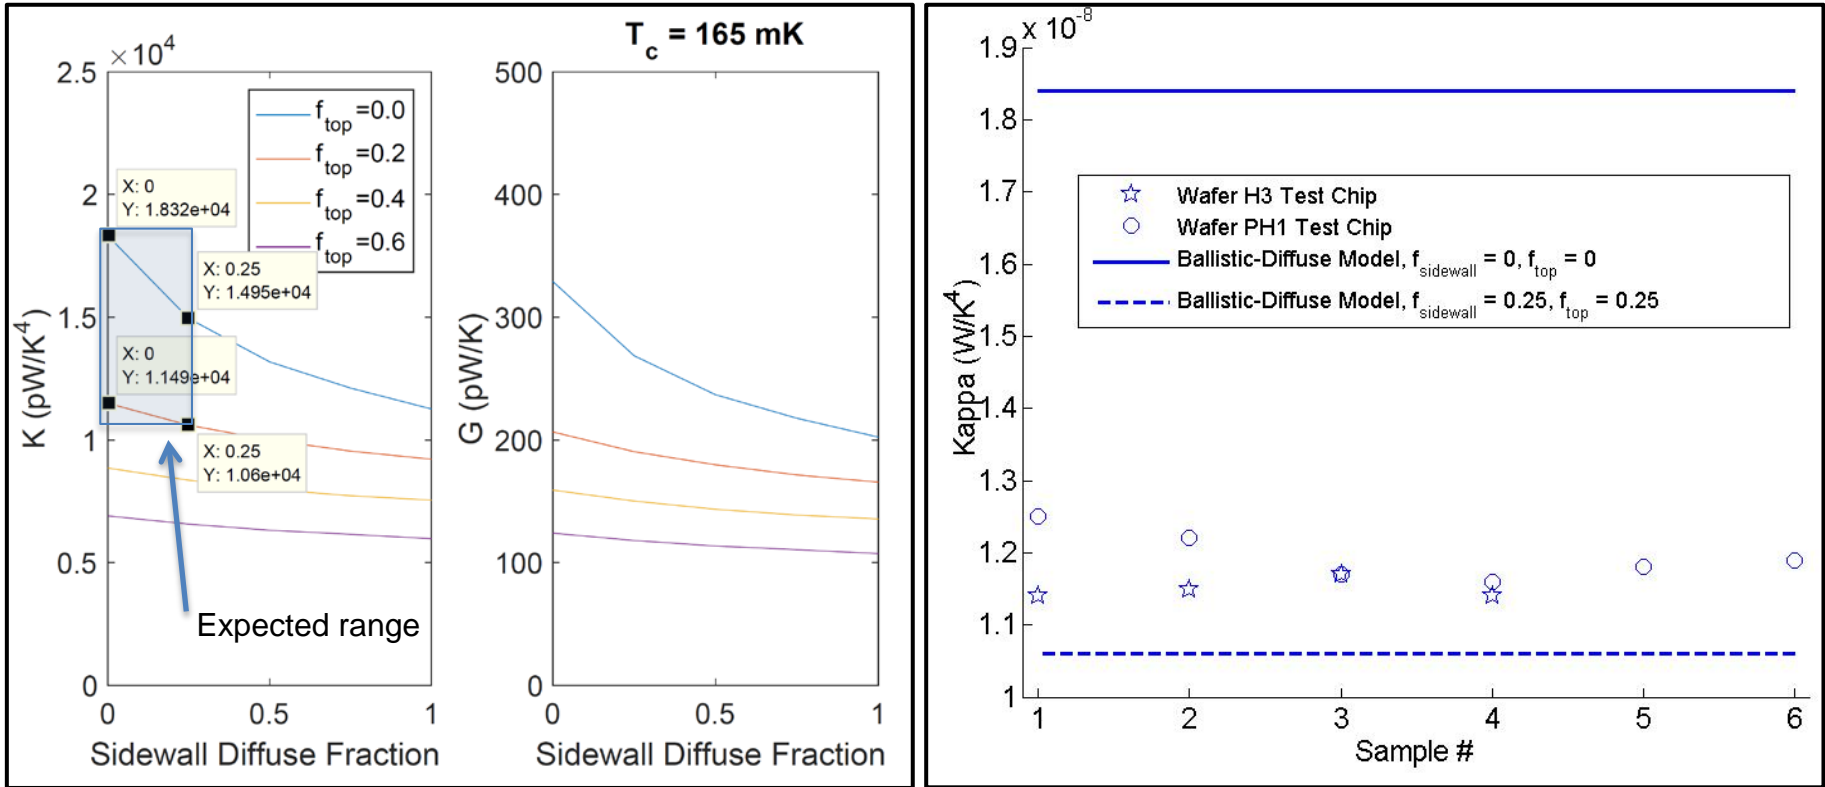 T_c = 165 mK
×10^4
2.5
2
1.5
1
0.5
0
K (pW/K^4)
0
0.5
1
Sidewall Diffuse Fraction
f_top =0.0
f_top =0.2
f_top =0.4
f_top =0.6
X: 0
Y: 1.832e+04
X: 0.25
Y: 1.495e+04
X: 0
Y: 1.149e+04
X: 0.25
Y: 1.06e+04
Expected range
500
400
300
200
100
0
G (pW/K)
0
0.5
1
Sidewall Diffuse Fraction
x 10^-8
1.9
1.8
1.7
1.6
1.5
1.4
1.3
1.2
1.1
1
Kappa (W/K^4)
Wafer H3 Test Chip
Wafer PH1 Test Chip
Ballistic-Diffuse Model, f_sidewall = 0, f_top = 0
Ballistic-Diffuse Model, f_sidewall = 0.25, f_top = 0.25
1
2
3
4
5
6
Sample #